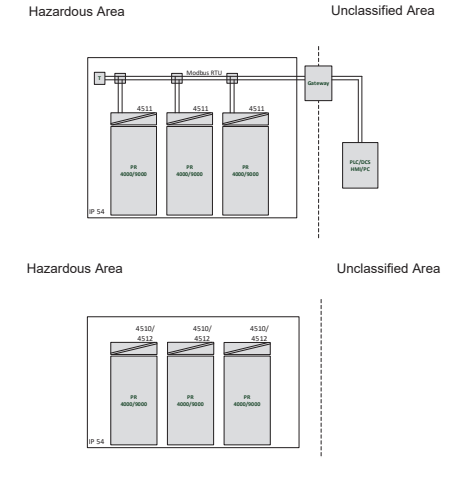 Hazardous Area
Unclassified Area
Modbus RTU
T
Gateway
4511
4511
4511
PR
4000/9000
PR
4000/9000
PR
4000/9000
PLC/DCS
HMI/PC
IP 54
Hazardous Area
Unclassified Area
4510/
4512
4510/
4512
4510/
4512
PR
4000/9000
PR
4000/9000
PR
4000/9000
IP 54